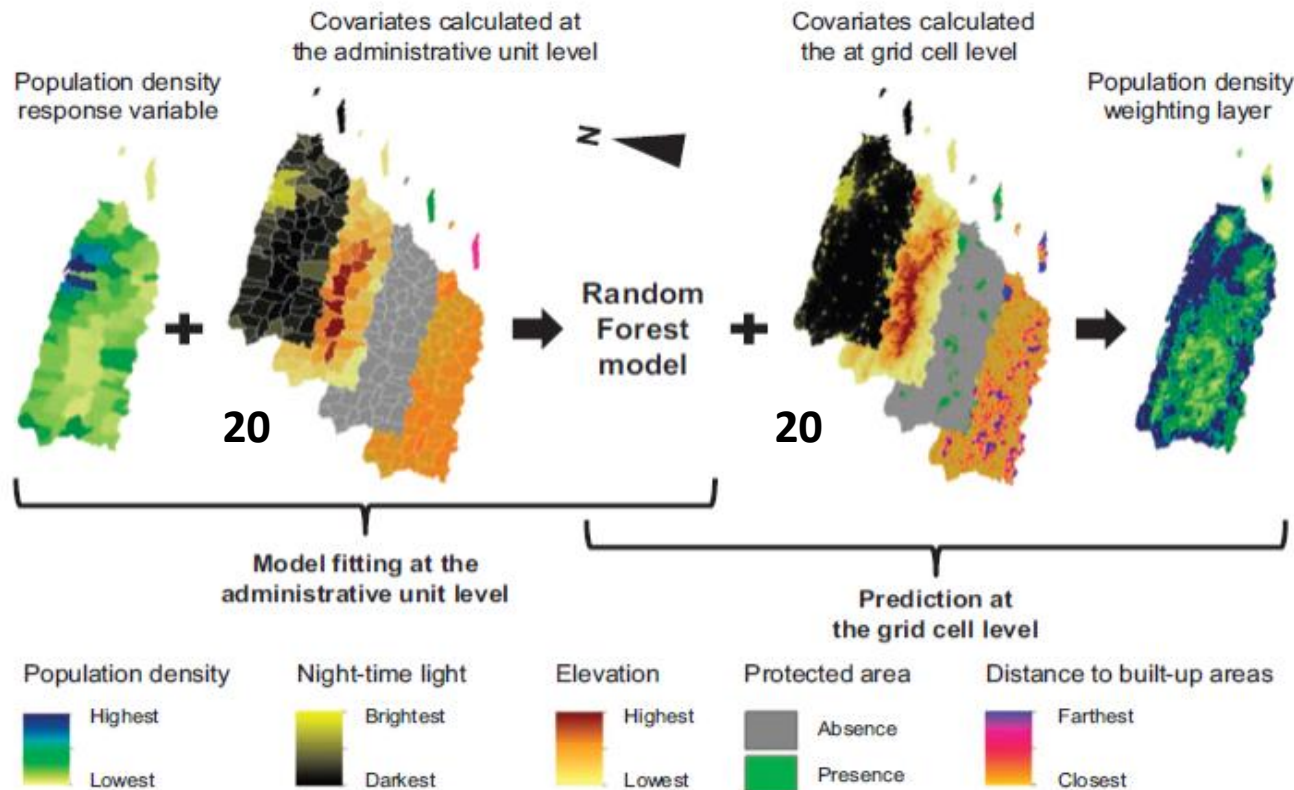 Covariates calculated at
the administrative unit level
Covariates calculated
the at grid cell level
Population density
response variable
Population density
weighting layer
N
Random
Forest
model
20
20
Model fitting at the
administrative unit level
Prediction at
the grid cell level
Population density
Highest
Lowest
Night-time light
Brightest
Darkest
Elevation
Highest
Lowest
Protected area
Absence
Presence
Distance to built-up areas
Farthest
Closest